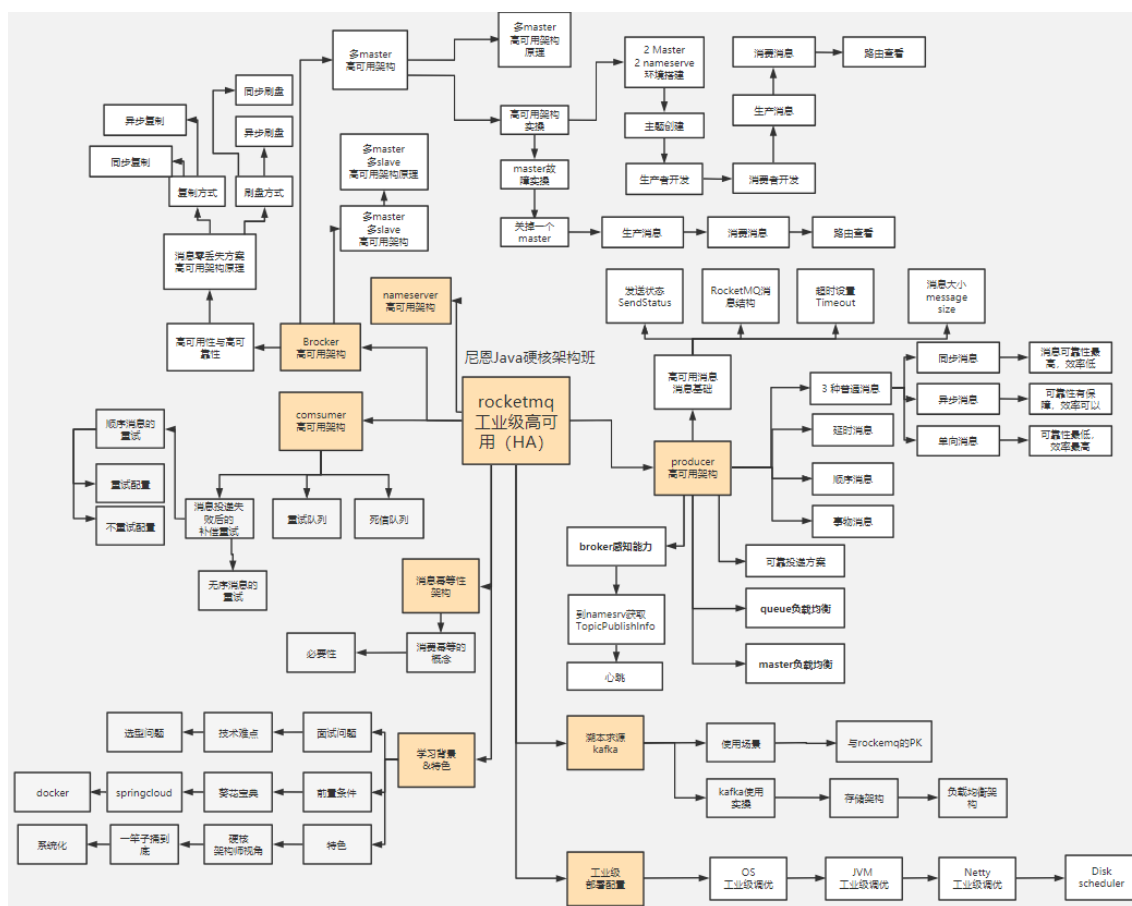 多master
高可用架构
多master
高可用架构
原理
高可用架构
实操
2 Master
2 nameserve
环境搭建
主题创建
生产者开发
消费者开发
生产消息
消费消息
路由查看
master故
障实操
关掉一个
master
生产消息
消费消息
路由查看
同步刷盘
异步复制
异步刷盘
同步复制
复制方式
刷盘方式
消息零丢失方案
高可用架构原理
高可用性与高可
靠性
多master
多slave
高可用架构原理
多master
多slave
高可用架构
nameserver
高可用架构
Brocker
高可用架构
尼恩Java硬核架构班
rocketmq
工业级高可
用（HA）
comsumer
高可用架构
顺序消息的
重试
重试配置
不重试配置
消息投递失
败后的
补偿重试
重试队列
死信队列
无序消息的
重试
消息幂等性
架构
消费幂等的
概念
必要性
发送状态
SendStatus
RocketMQ消
息结构
超时设置
Timeout
消息大小
message
size
高可用消息
消息基础
producer
高可用架构
3 种普通消息
同步消息
消息可靠性最
高，效率低
异步消息
可靠性有保
障，效率可以
单向消息
可靠性最低，
效率最高
延时消息
顺序消息
事物消息
可靠投递方案
queue负载均衡
master负载均衡
broker感知能力
到namesrv获取
TopicPublishInfo
心跳
学习背景
&特色
面试问题
技术难点
选型问题
前置条件
葵花宝典
springcloud
docker
特色
硬核
架构师视角
一竿子捅到
底
系统化
溯本求源
kafka
使用场景
与rockemq的PK
kafka使用
实操
存储架构
负载均衡架
构
工业级
部署配置
OS
工业级调优
JVM
工业级调优
Netty
工业级调优
Disk
scheduler